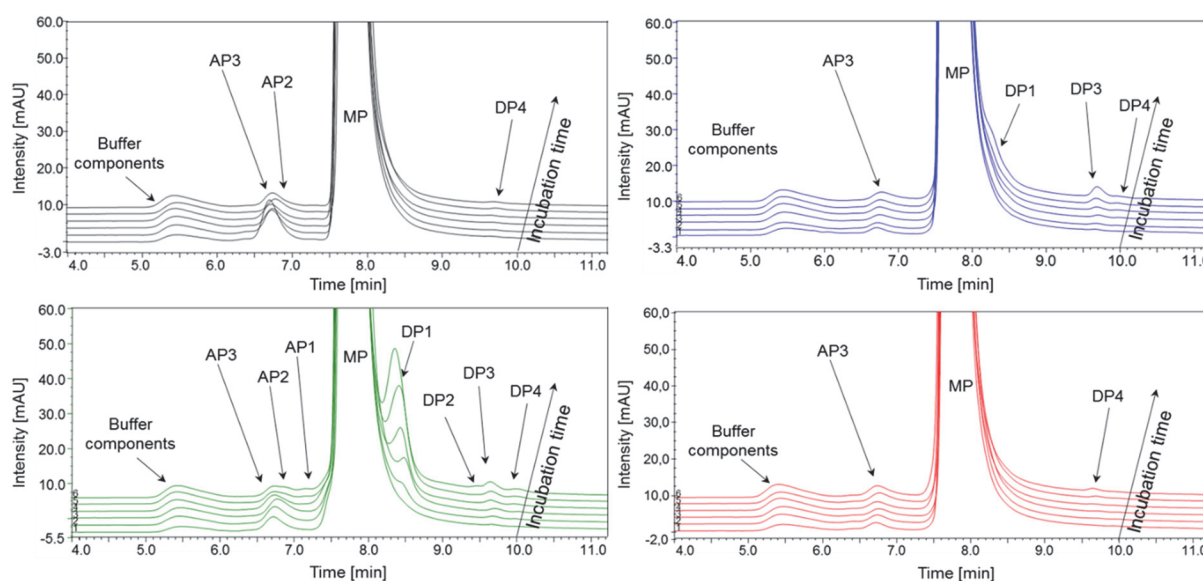 60.0
50.0
40.0
30.0
20.0
10.0
-3.0
Intensity [mAU]
AP3
AP2
Buffer
components
MP
DP4
Incubation time
4.0 5.0 6.0 7.0 8.0 9.0 10.0 11.0
Time [min]
60.0
50.0
40.0
30.0
20.0
10.0
-3.3
Intensity [mAU]
Buffer
components
AP3
MP
DP1
DP3
DP4
Incubation time
4.0 5.0 6.0 7.0 8.0 9.0 10.0 11.0
Time [min]
60.0
50.0
40.0
30.0
20.0
10.0
-5.5
Intensity [mAU]
Buffer
components
AP3
AP2
AP1
MP
DP1
DP2
DP3
DP4
Incubation time
4.0 5.0 6.0 7.0 8.0 9.0 10.0 11.0
Time [min]
60.0
50,0
40.0
30.0
20.0
10.0
-2.0
Intensity [mAU]
Buffer
components
AP3
MP
DP4
Incubation time
4.0 5.0 6.0 7.0 8.0 9.0 10.0 11.0
Time [min]